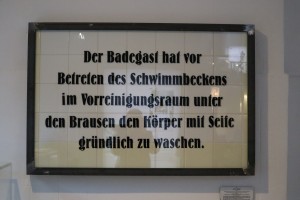 Der Badegast hat vor
Betreten des Schwimmbeckens
im Vorreinigungsraum unter
den Brausen den Körper mit Seife
gründlich zu waschen.